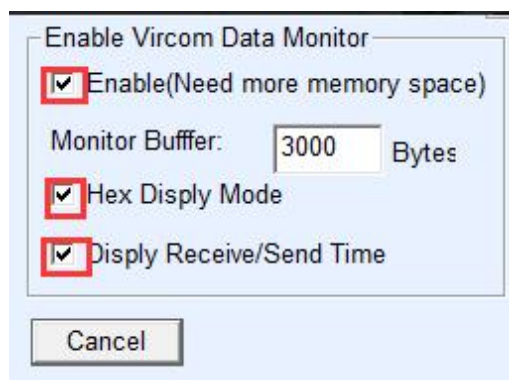 Enable Vircom Data Monitor
Enable(Need more memory space)
Monitor Bufffer: 3000 Bytes
Hex Disply Mode
Disply Receive/Send Time
Cancel